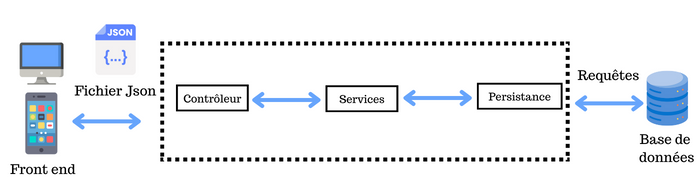 JSON
{...}
Fichier Json
Front end
Contrôleur
Services
Persistance
Requêtes
Base de
données